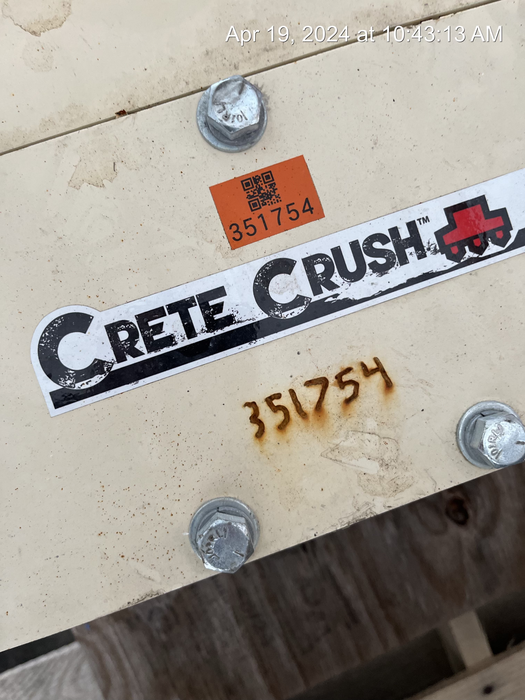 Apr 19, 2024 at 10:43:13 AM
351754
CRETE CRUSH™
351754